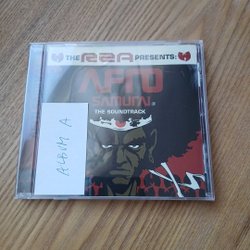 THE RZA PRESENTS:
AFRO
SAMURAI
THE SOUNDTRACK
ALBUM A